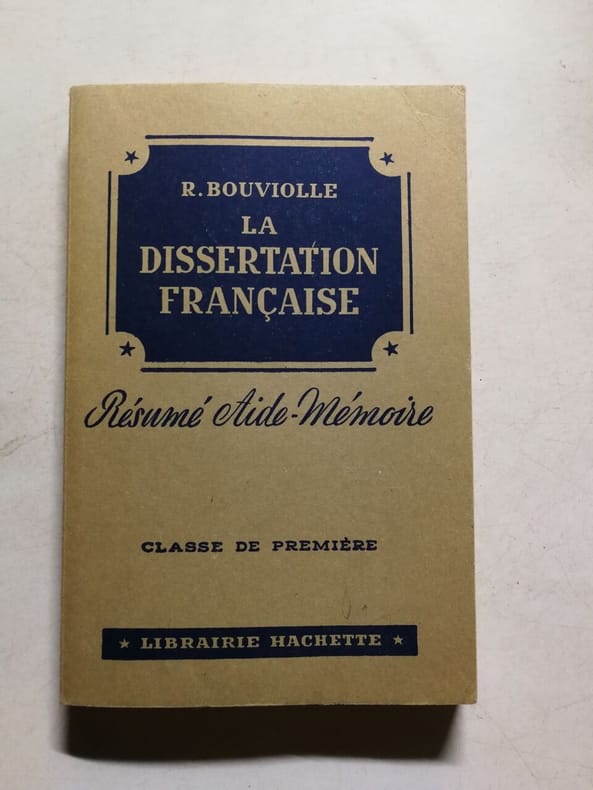 R. BOUVIOLLE
LA
DISSERTATION
FRANÇAISE
Résumé Aide-Mémoire
CLASSE DE PREMIÈRE
★ LIBRAIRIE HACHETTE ★